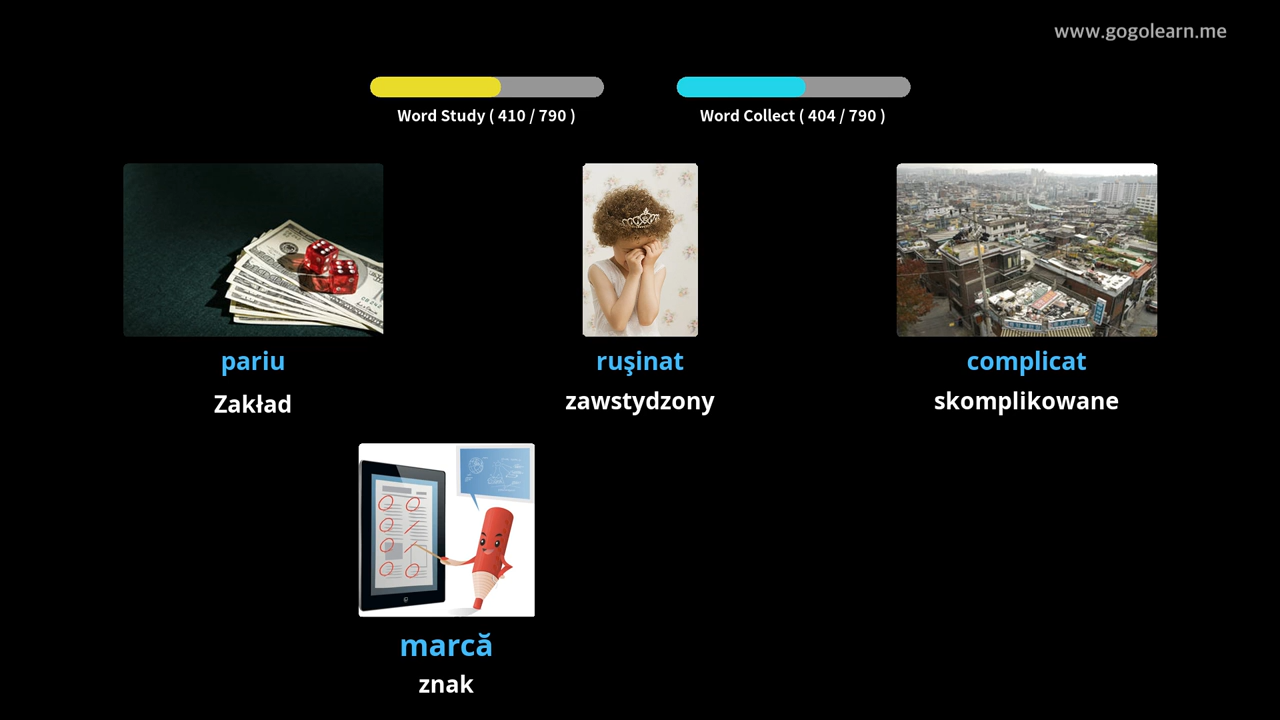 www.gogolearn.me
Word Study ( 410 / 790 )
Word Collect ( 404 / 790 )
pariu
ruşinat
complicat
Zakład
zawstydzony
skomplikowane
marcă
znak